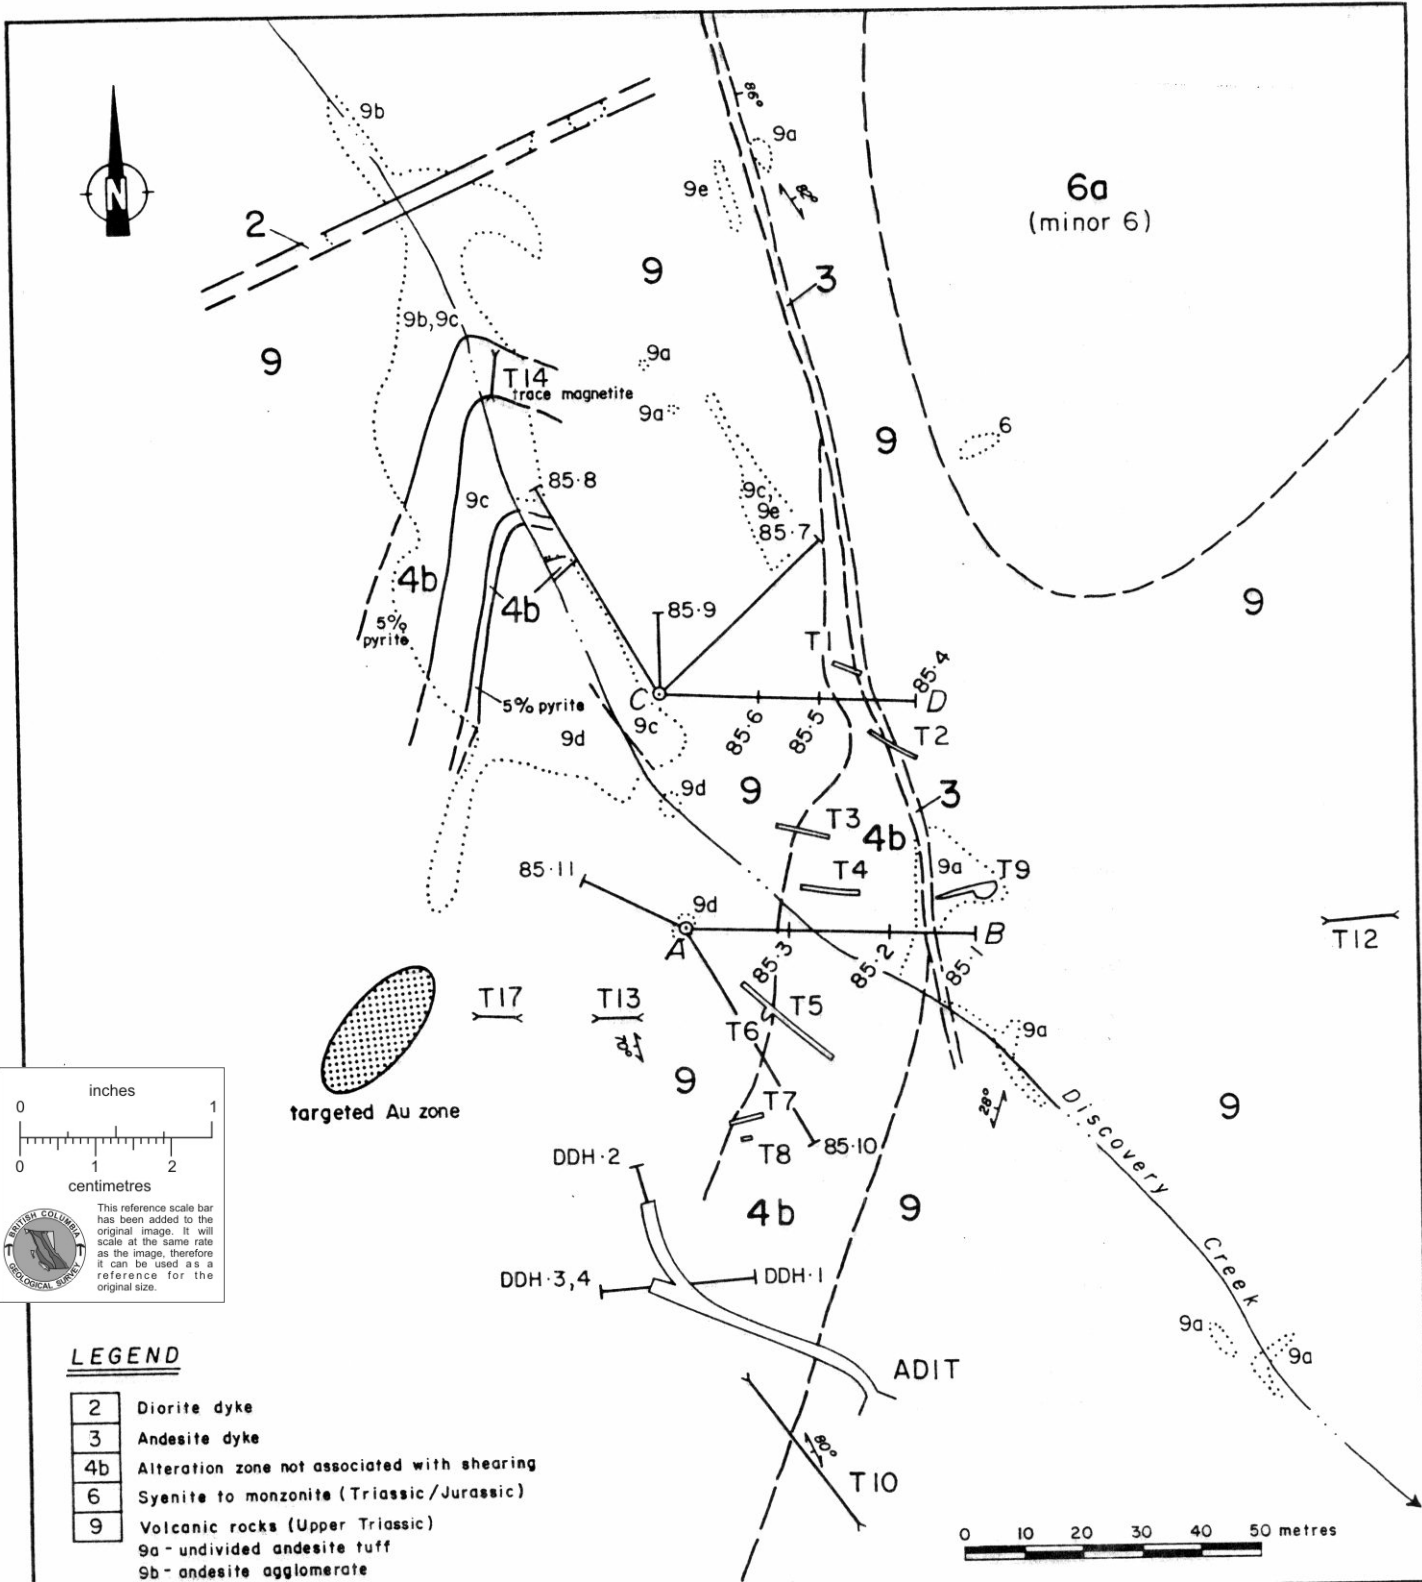 86°
9b
9a
N
9e
82°
6a
(minor 6)
2
9
3
9b,9c
9
9a
T14
trace magnetite
9a
9
6
85·8
9c
9c,
9e
85·7
4b
4b
85·9
9
5%
pyrite
T1
85·4
C
D
5% pyrite
9c
85·6
85·5
T2
9d
9
9d
3
T3
4b
85·11
T4
9a
T9
9d
A
B
T12
85·3
85·2
85·1
T17
T13
T5
T6
70°
9a
9
targeted Au zone
28°
Discovery
9
T7
DDH·2
T8
85·10
4b
9
Creek
DDH·3,4
DDH·1
9a
9a
ADIT
80°
T10
inches
0 1
0 1 2
centimetres
BRITISH COLUMBIA
GEOLOGICAL SURVEY
This reference scale bar
has been added to the
original image. It will
scale at the same rate
as the image, therefore
it can be used as a
reference for the
original size.
LEGEND
2 Diorite dyke
3 Andesite dyke
4b Alteration zone not associated with shearing
6 Syenite to monzonite (Triassic/Jurassic)
9 Volcanic rocks (Upper Triassic)
9a - undivided andesite tuff
9b - andesite agglomerate
0 10 20 30 40 50 metres